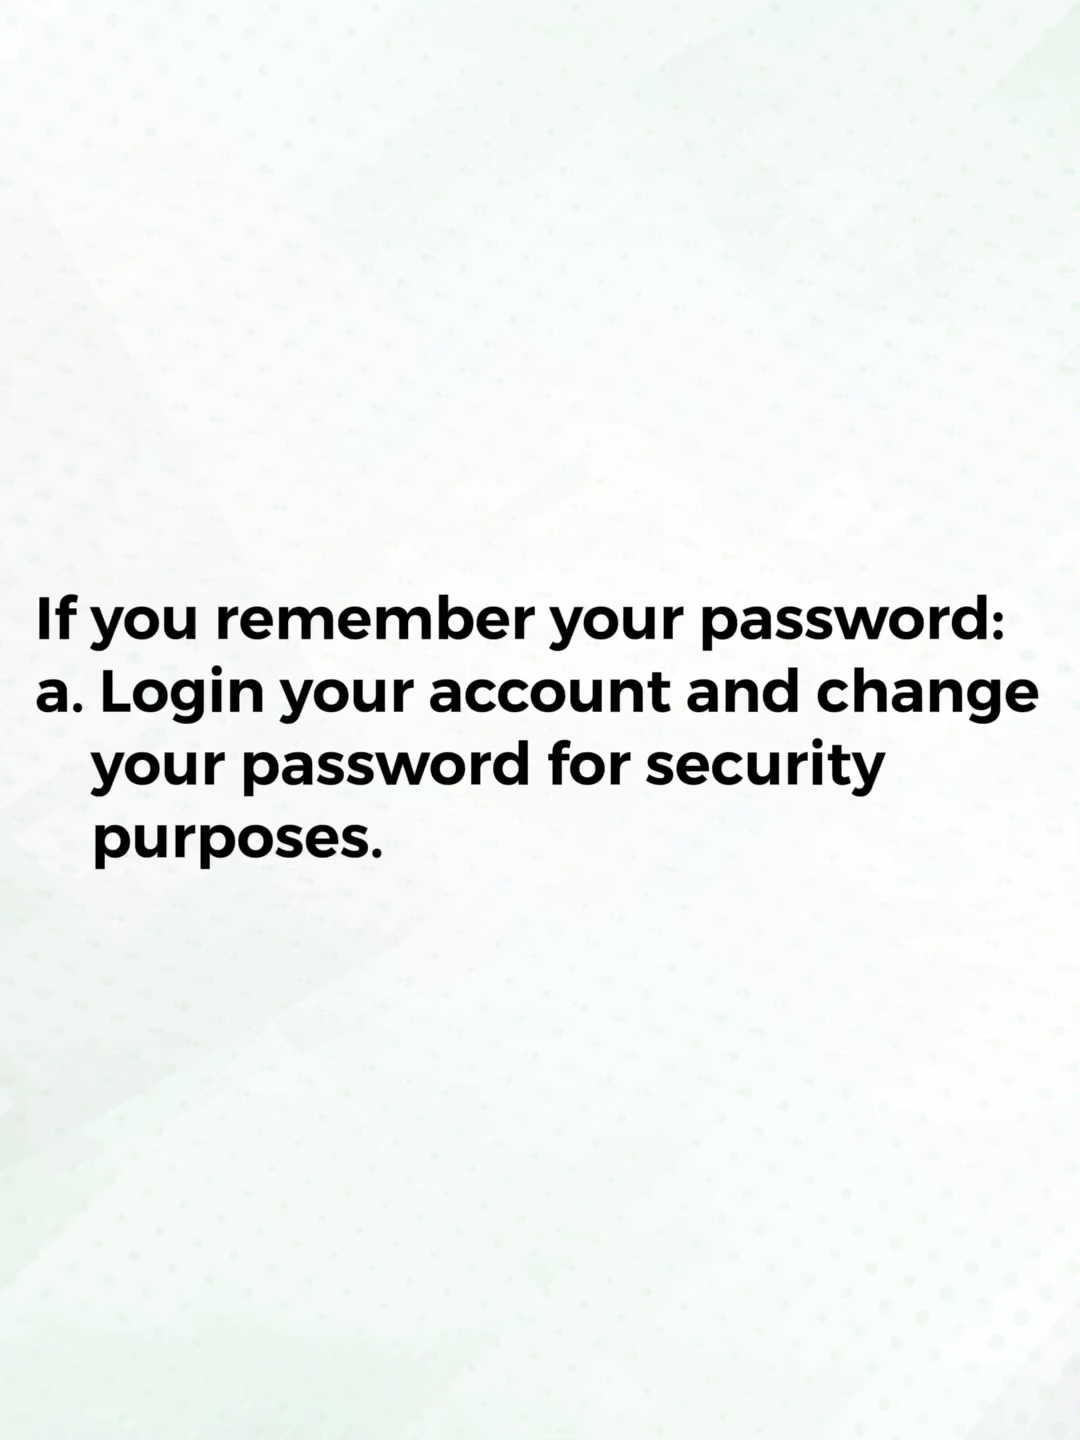 If you remember your password:
a. Login your account and change
your password for security
purposes.